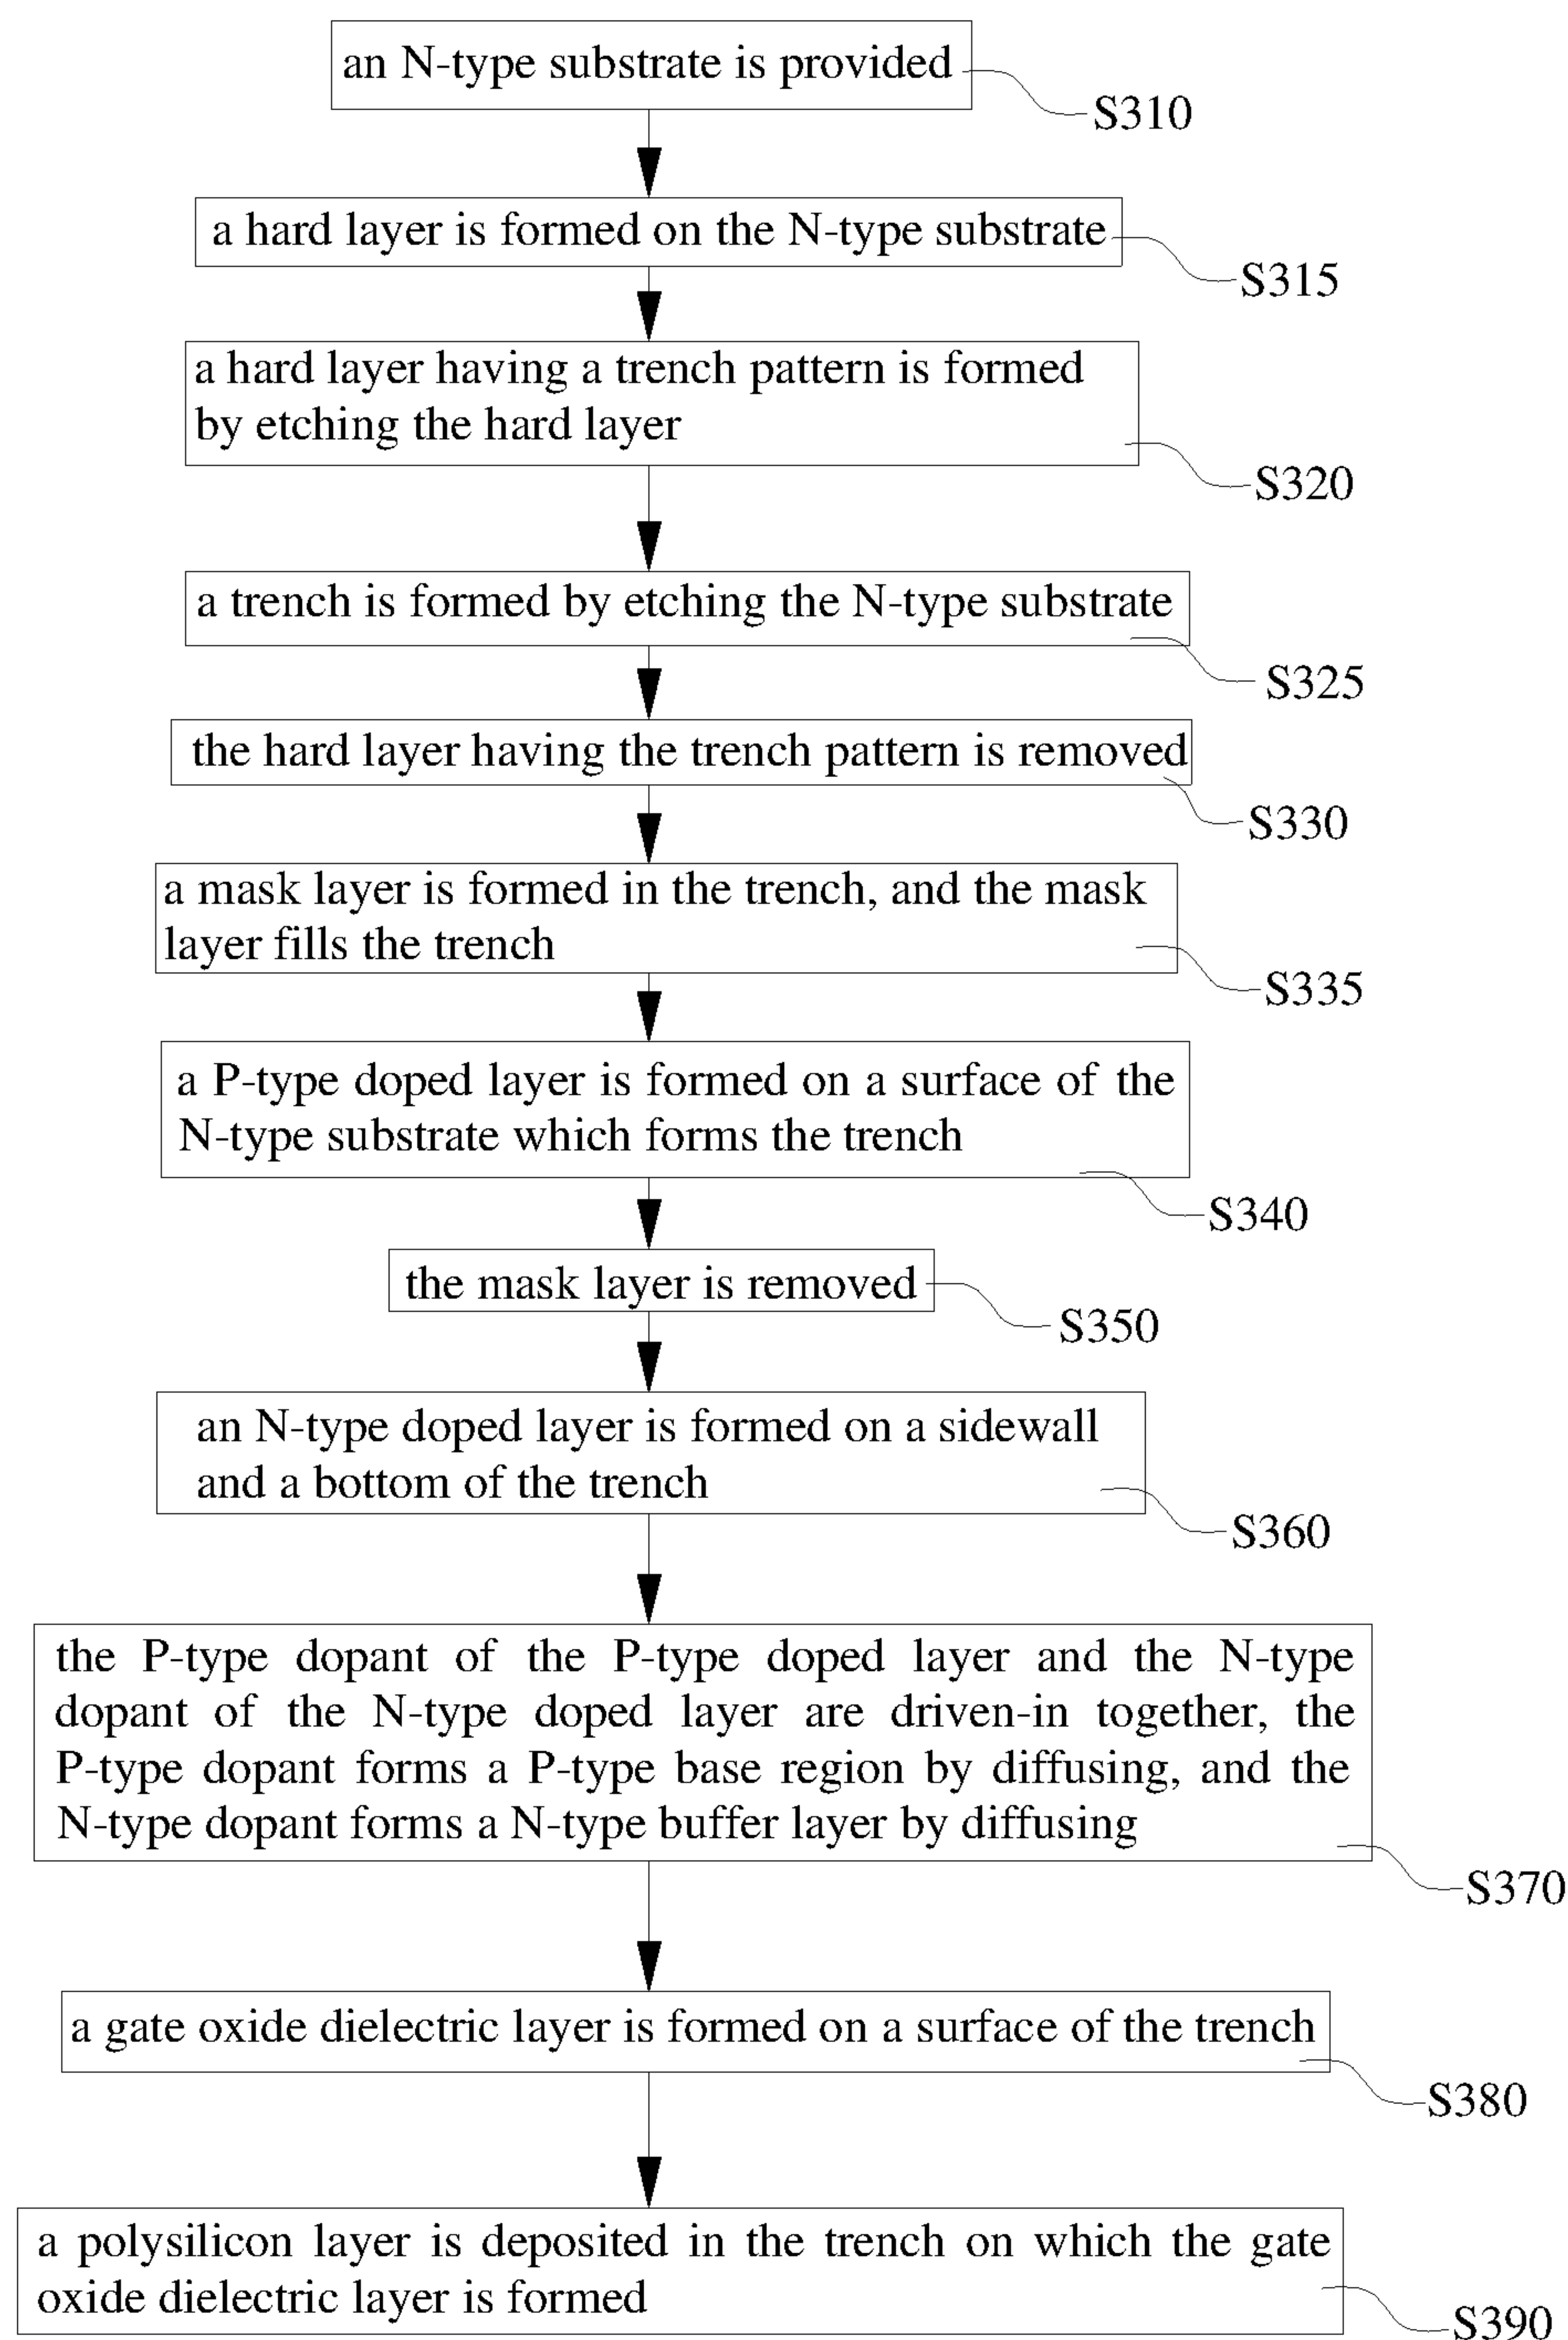 an N-type substrate is provided
S310
a hard layer is formed on the N-type substrate
S315
a hard layer having a trench pattern is formed
by etching the hard layer
S320
a trench is formed by etching the N-type substrate
S325
the hard layer having the trench pattern is removed
S330
a mask layer is formed in the trench, and the mask
layer fills the trench
S335
a P-type doped layer is formed on a surface of the
N-type substrate which forms the trench
S340
the mask layer is removed
S350
an N-type doped layer is formed on a sidewall
and a bottom of the trench
S360
the P-type dopant of the P-type doped layer and the N-type
dopant of the N-type doped layer are driven-in together, the
P-type dopant forms a P-type base region by diffusing, and the
N-type dopant forms a N-type buffer layer by diffusing
S370
a gate oxide dielectric layer is formed on a surface of the trench
S380
a polysilicon layer is deposited in the trench on which the gate
oxide dielectric layer is formed
S390